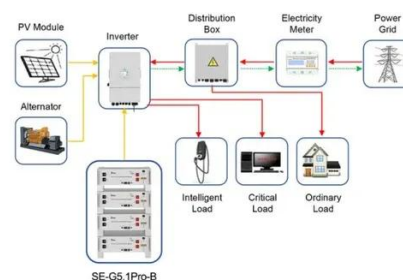 PV Module
Inverter
Distribution
Box
Electricity
Meter
Power
Grid
Alternator
Intelligent
Load
Critical
Load
Ordinary
Load
SE-G5.1Pro-B